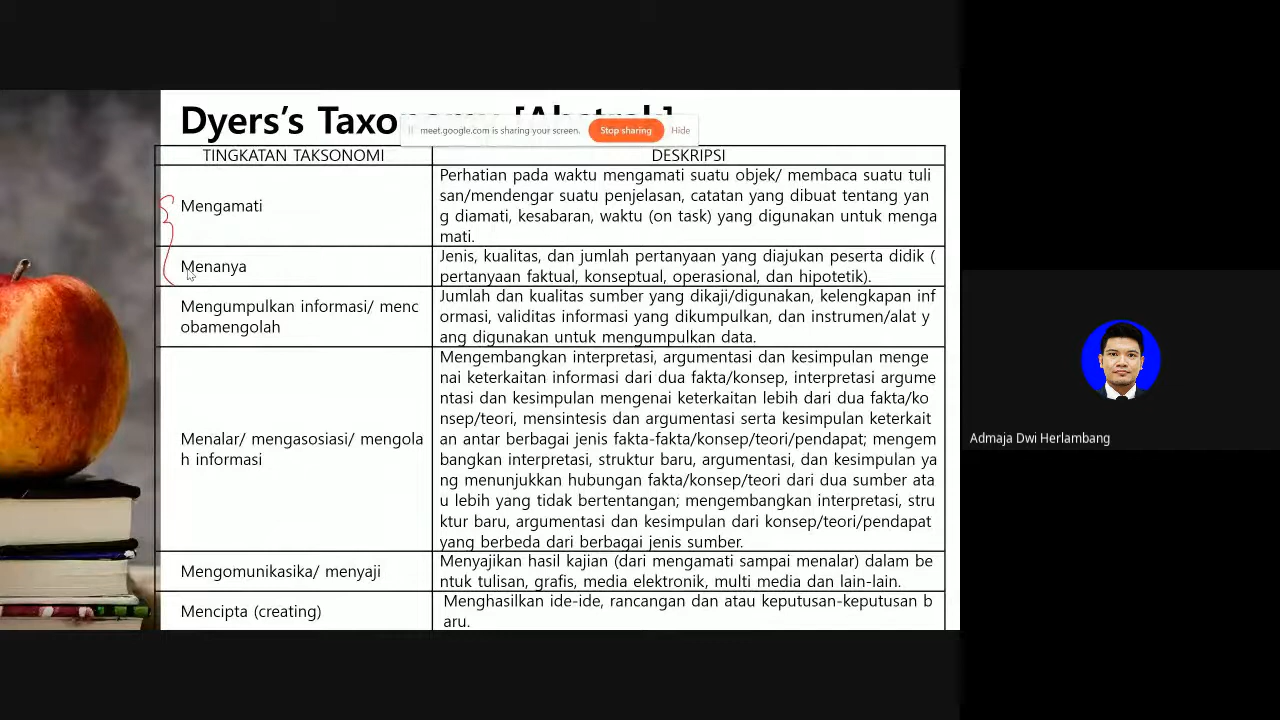 Dyers's Taxonomy [Abstrak]
meet.google.com is sharing your screen. Stop sharing Hide
TINGKATAN TAKSONOMI
DESKRIPSI
Mengamati
Perhatian pada waktu mengamati suatu objek/ membaca suatu tuli
san/mendengar suatu penjelasan, catatan yang dibuat tentang yan
g diamati, kesabaran, waktu (on task) yang digunakan untuk menga
mati.
Menanya
Jenis, kualitas, dan jumlah pertanyaan yang diajukan peserta didik (
pertanyaan faktual, konseptual, operasional, dan hipotetik).
Mengumpulkan informasi/ menc
obamengolah
Jumlah dan kualitas sumber yang dikaji/digunakan, kelengkapan inf
ormasi, validitas informasi yang dikumpulkan, dan instrumen/alat y
ang digunakan untuk mengumpulkan data.
Menalar/ mengasosiasi/ mengola
h informasi
Mengembangkan interpretasi, argumentasi dan kesimpulan menge
nai keterkaitan informasi dari dua fakta/konsep, interpretasi argume
ntasi dan kesimpulan mengenai keterkaitan lebih dari dua fakta/ko
nsep/teori, mensintesis dan argumentasi serta kesimpulan keterkait
an antar berbagai jenis fakta-fakta/konsep/teori/pendapat; mengem
bangkan interpretasi, struktur baru, argumentasi, dan kesimpulan ya
ng menunjukkan hubungan fakta/konsep/teori dari dua sumber ata
u lebih yang tidak bertentangan; mengembangkan interpretasi, stru
ktur baru, argumentasi dan kesimpulan dari konsep/teori/pendapat
yang berbeda dari berbagai jenis sumber.
Mengomunikasika/ menyaji
Menyajikan hasil kajian (dari mengamati sampai menalar) dalam be
ntuk tulisan, grafis, media elektronik, multi media dan lain-lain.
Mencipta (creating)
Menghasilkan ide-ide, rancangan dan atau keputusan-keputusan b
aru.
Admaja Dwi Herlambang